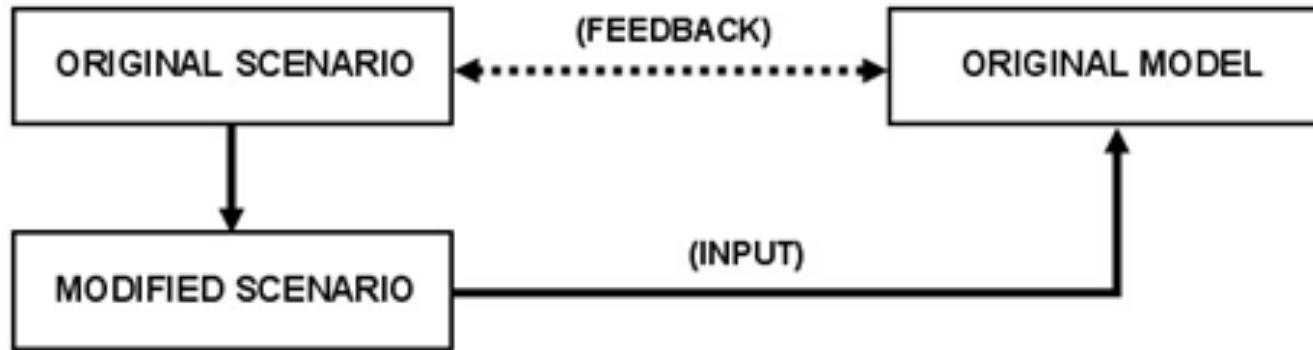 ORIGINAL SCENARIO
(FEEDBACK)
ORIGINAL MODEL
MODIFIED SCENARIO
(INPUT)